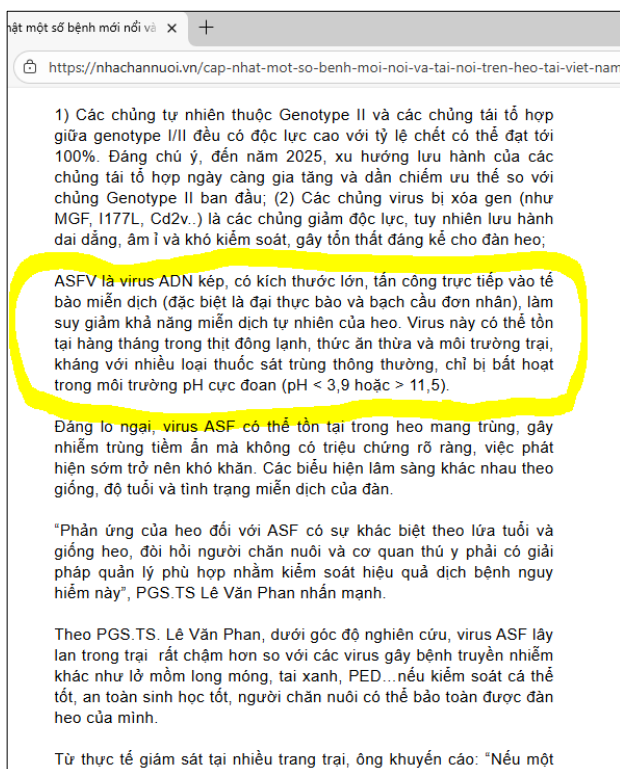 hật một số bệnh mới nổi và
https://nhachannuoi.vn/cap-nhat-mot-so-benh-moi-noi-va-tai-noi-tren-heo-tai-viet-nam
1) Các chủng tự nhiên thuộc Genotype II và các chủng tái tổ hợp
giữa genotype I/II đều có độc lực cao với tỷ lệ chết có thể đạt tới
100%. Đáng chú ý, đến năm 2025, xu hướng lưu hành của các
chủng tái tổ hợp ngày càng gia tăng và dần chiếm ưu thế so với
chủng Genotype II ban đầu; (2) Các chủng virus bị xóa gen (như
MGF, I177L, Cd2v..) là các chủng giảm độc lực, tuy nhiên lưu hành
dai dẳng, âm ỉ và khó kiểm soát, gây tổn thất đáng kể cho đàn heo;
ASFV là virus ADN kép, có kích thước lớn, tấn công trực tiếp vào tế
bào miễn dịch (đặc biệt là đại thực bào và bạch cầu đơn nhân), làm
suy giảm khả năng miễn dịch tự nhiên của heo. Virus này có thể tồn
tại hàng tháng trong thịt đông lạnh, thức ăn thừa và môi trường trại,
kháng với nhiều loại thuốc sát trùng thông thường, chỉ bị bất hoạt
trong môi trường pH cực đoan (pH < 3,9 hoặc > 11,5).
Đáng lo ngại, virus ASF có thể tồn tại trong heo mang trùng, gây
nhiễm trùng tiềm ẩn mà không có triệu chứng rõ ràng, việc phát
hiện sớm trở nên khó khăn. Các biểu hiện lâm sàng khác nhau theo
giống, độ tuổi và tình trạng miễn dịch của đàn.
“Phản ứng của heo đối với ASF có sự khác biệt theo lứa tuổi và
giống heo, đòi hỏi người chăn nuôi và cơ quan thú y phải có giải
pháp quản lý phù hợp nhằm kiểm soát hiệu quả dịch bệnh nguy
hiểm này”, PGS.TS Lê Văn Phan nhấn mạnh.
Theo PGS.TS. Lê Văn Phan, dưới góc độ nghiên cứu, virus ASF lây
lan trong trại rất chậm hơn so với các virus gây bệnh truyền nhiễm
khác như lở mồm long móng, tai xanh, PED…nếu kiểm soát cá thể
tốt, an toàn sinh học tốt, người chăn nuôi có thể bảo toàn được đàn
heo của mình.
Từ thực tế giám sát tại nhiều trang trại, ông khuyến cáo: “Nếu một